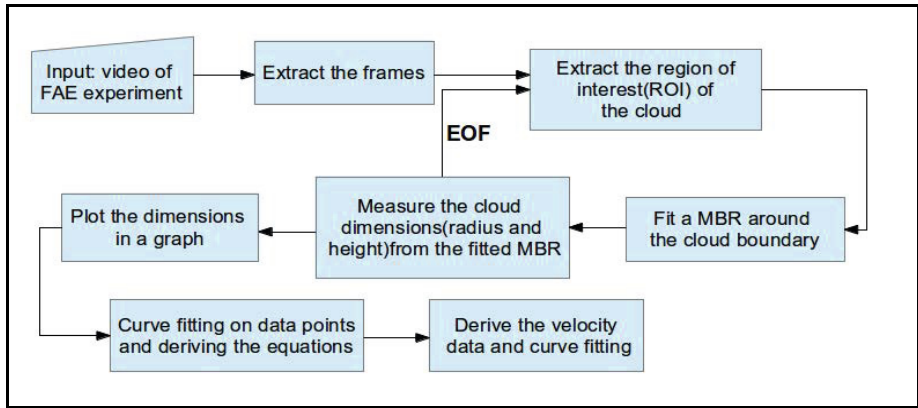 Input: video of
FAE experiment
Extract the frames
Extract the region of
interest(ROI) of
the cloud
EOF
Fit a MBR around
the cloud boundary
Measure the cloud
dimensions(radius and
height)from the fitted MBR
Plot the dimensions
in a graph
Curve fitting on data points
and deriving the equations
Derive the velocity
data and curve fitting